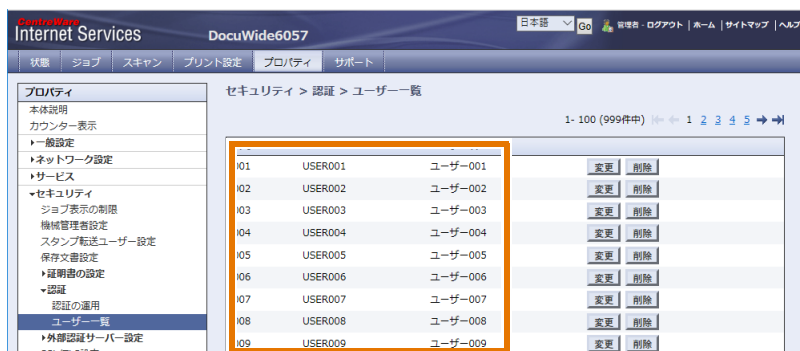 CentreWare
Internet Services
DocuWide6057
日本語 Go 管理者 - ログアウト | ホーム | サイトマップ | ヘルプ
状態 ジョブ スキャン プリント設定 プロパティ サポート
プロパティ
本体説明
カウンター表示
一般設定
ネットワーク設定
サービス
セキュリティ
ジョブ表示の制限
機械管理者設定
スタンプ転送ユーザー設定
保存文書設定
証明書の設定
認証
認証の運用
ユーザー一覧
外部認証サーバー設定
セキュリティ > 認証 > ユーザー一覧
1- 100 (999件中) 1 2 3 4 5
001 USER001 ユーザー001 変更 削除
002 USER002 ユーザー002 変更 削除
003 USER003 ユーザー003 変更 削除
004 USER004 ユーザー004 変更 削除
005 USER005 ユーザー005 変更 削除
006 USER006 ユーザー006 変更 削除
007 USER007 ユーザー007 変更 削除
008 USER008 ユーザー008 変更 削除
009 USER009 ユーザー009 変更 削除